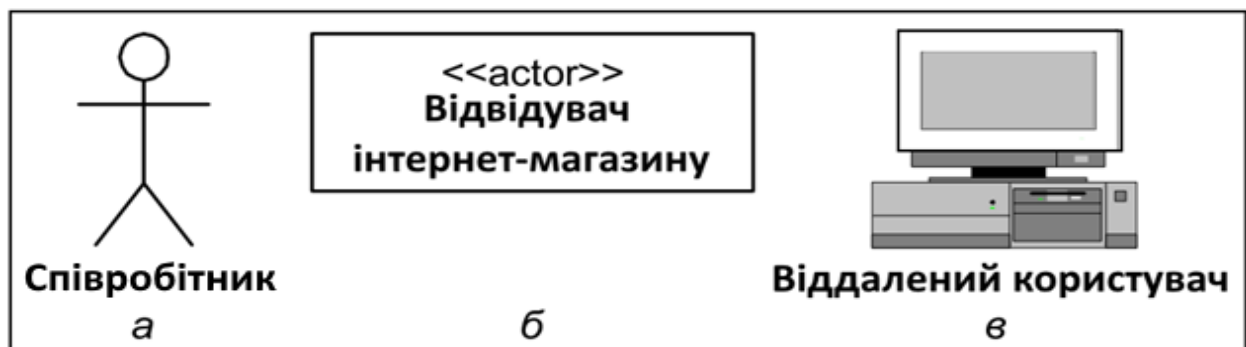 <<actor>>
Відвідувач
інтернет-магазину
Співробітник
Віддалений користувач
а
б
в